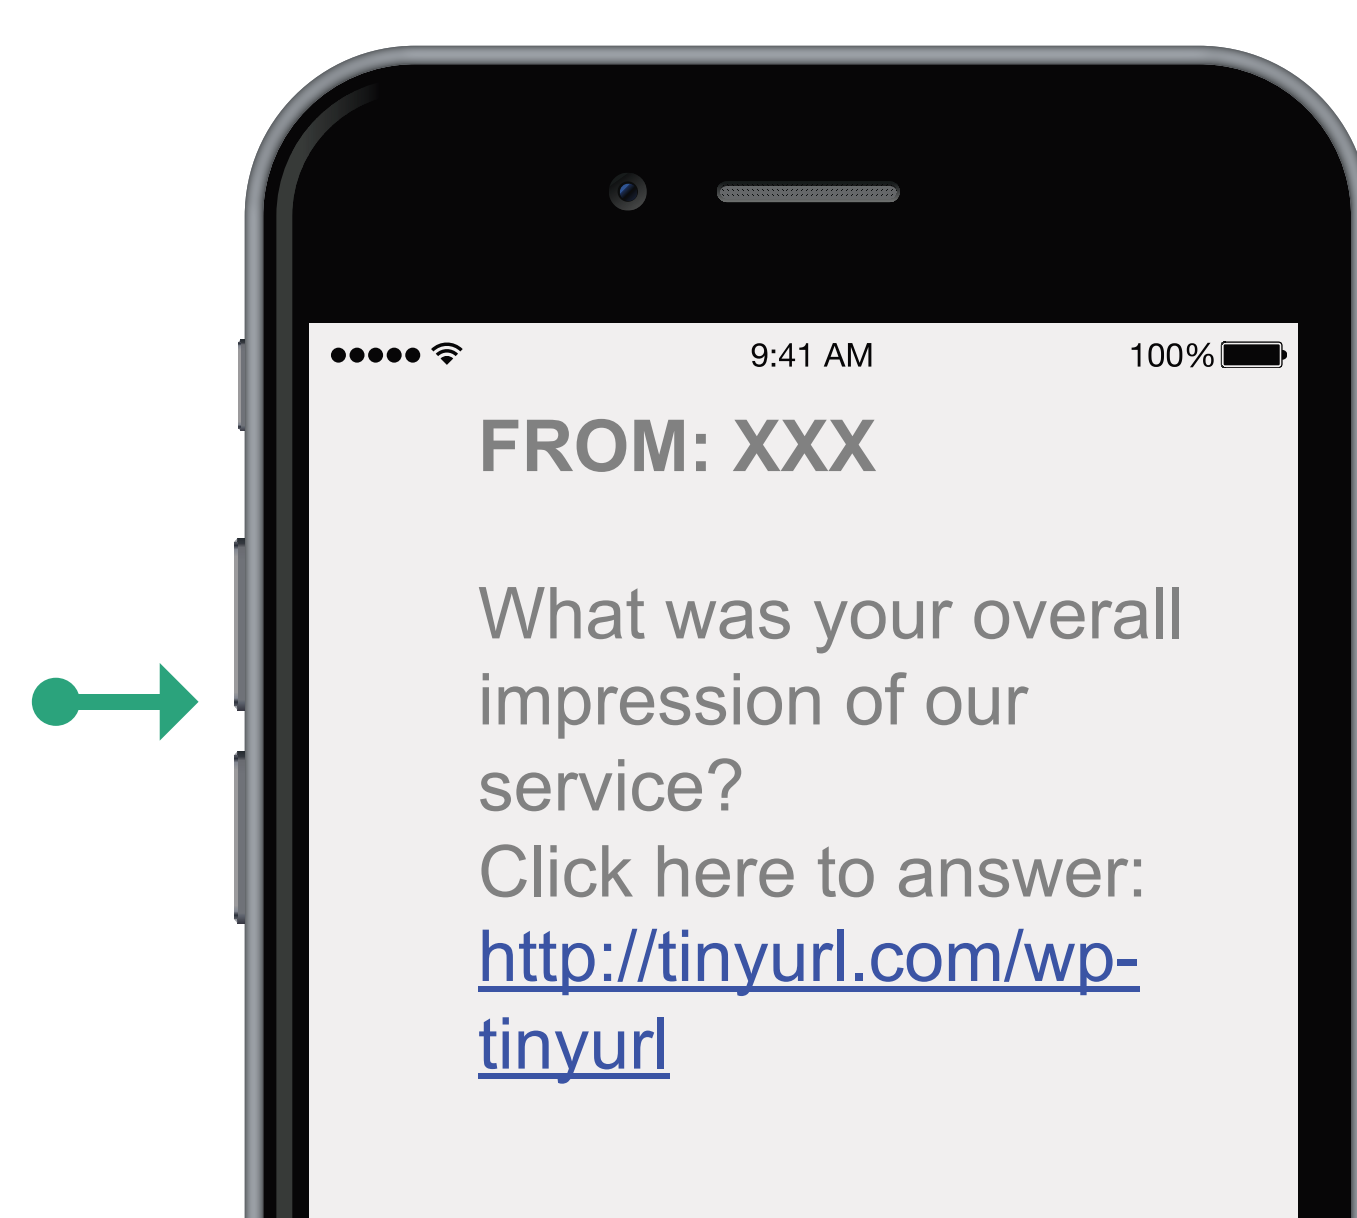 9:41 AM 100%
FROM: XXX
What was your overall
impression of our
service?
Click here to answer:
http://tinyurl.com/wp-
tinyurl